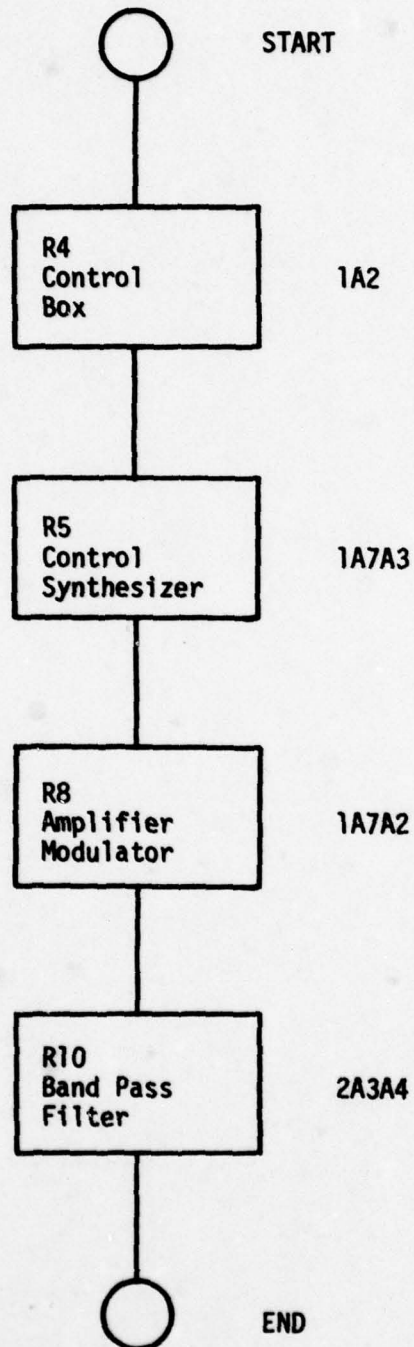 START
R4
Control
Box
1A2
R5
Control
Synthesizer
1A7A3
R8
Amplifier
Modulator
1A7A2
R10
Band Pass
Filter
2A3A4
END